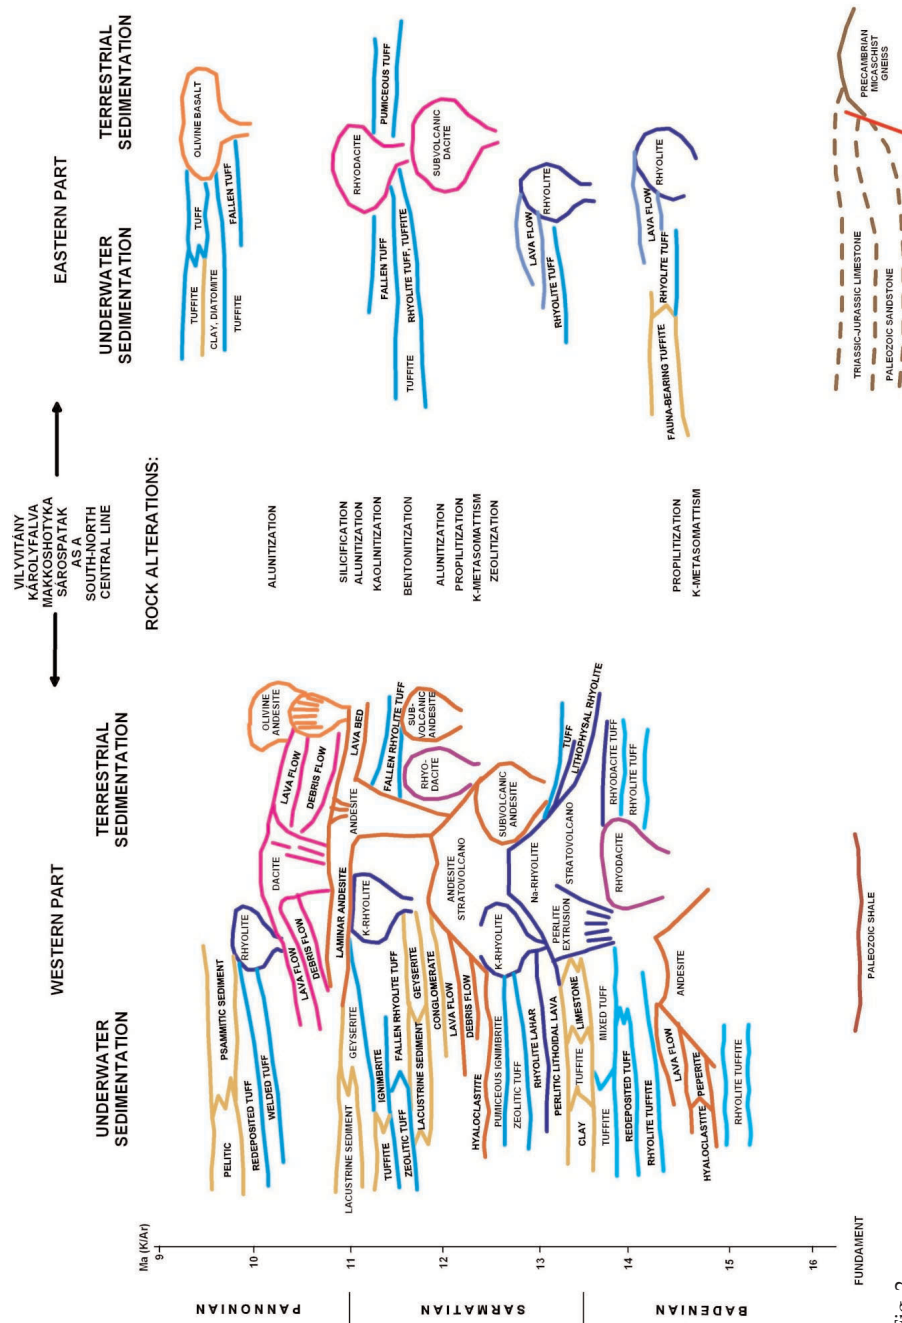 WESTERN PART
EASTERN PART
VILYVITÁNY
KÁROLYFALVA
MAKKOSHOTYKA
SÁROSPATAK
AS A
SOUTH-NORTH
CENTRAL LINE
UNDERWATER
SEDIMENTATION
TERRESTRIAL
SEDIMENTATION
ROCK ALTERATIONS:
UNDERWATER
SEDIMENTATION
TERRESTRIAL
SEDIMENTATION
Ma (K/Ar)
9
10
11
12
13
14
15
16
PANNONIAN
SARMATIAN
BADENIAN
FUNDAMENT
PELITIC
PSAMMITIC SEDIMENT
REDEPOSITED TUFF
WELDED TUFF
RHYOLITE
LAVA FLOW
DEBRIS FLOW
DACITE
LAVA FLOW
DEBRIS FLOW
OLIVINE
ANDESITE
LAMINAR ANDESITE
ANDESITE
LAVA BED
LACUSTRINE SEDIMENT
GEYSERITE
K-RHYOLITE
TUFFITE
IGNIMBRITE
ZEOLITIC TUFF
FALLEN RHYOLITE TUFF
FALLEN RHYOLITE TUFF
LACUSTRINE SEDIMENT
GEYSERITE
CONGLOMERATE
RHYO-
DACITE
SUB-
VOLCANIC
ANDESITE
LAVA FLOW
DEBRIS FLOW
ANDESITE
STRATOVOLCANO
HYALOCLASTITE
SUBVOLCANIC
ANDESITE
PUMICEOUS IGNIMBRITE
K-RHYOLITE
ZEOLITIC TUFF
RHYOLITE LAHAR
PERLITIC LITHOIDAL LAVA
Na-RHYOLITE
STRATOVOLCANO
PERLITE
EXTRUSION
TUFF
LITHOPHYSAL RHYOLITE
CLAY
TUFFITE
LIMESTONE
TUFFITE
MIXED TUFF
REDEPOSITED TUFF
RHYOLITE TUFFITE
RHYODACITE
RHYODACITE TUFF
RHYOLITE TUFF
ANDESITE
LAVA FLOW
HYALOCLASTITE
PEPERITE
RHYOLITE TUFFITE
PALEOZOIC SHALE
ALUNITIZATION
SILICIFICATION
ALUNITIZATION
KAOLINITIZATION
BENTONITIZATION
ALUNITIZATION
PROPILITIZATION
K-METASOMATTISM
ZEOLITIZATION
PROPILITIZATION
K-METASOMATTISM
OLIVINE BASALT
TUFFITE
TUFF
CLAY, DIATOMITE
TUFFITE
FALLEN TUFF
RHYODACITE
PUMICEOUS TUFF
FALLEN TUFF
TUFFITE
RHYOLITE TUFF, TUFFITE
SUBVOLCANIC
DACITE
LAVA FLOW
RHYOLITE
RHYOLITE TUFF
LAVA FLOW
RHYOLITE
RHYOLITE TUFF
FAUNA-BEARING TUFFITE
TRIASSIC-JURASSIC LIMESTONE
PALEOZOIC SANDSTONE
PRECAMBRIAN
MICASCHIST
GNEISS